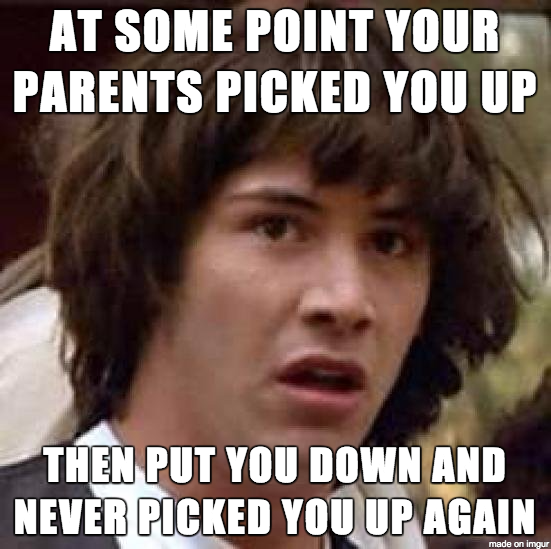 AT SOME POINT YOUR
PARENTS PICKED YOU UP
THEN PUT YOU DOWN AND
NEVER PICKED YOU UP AGAIN
made on imgur